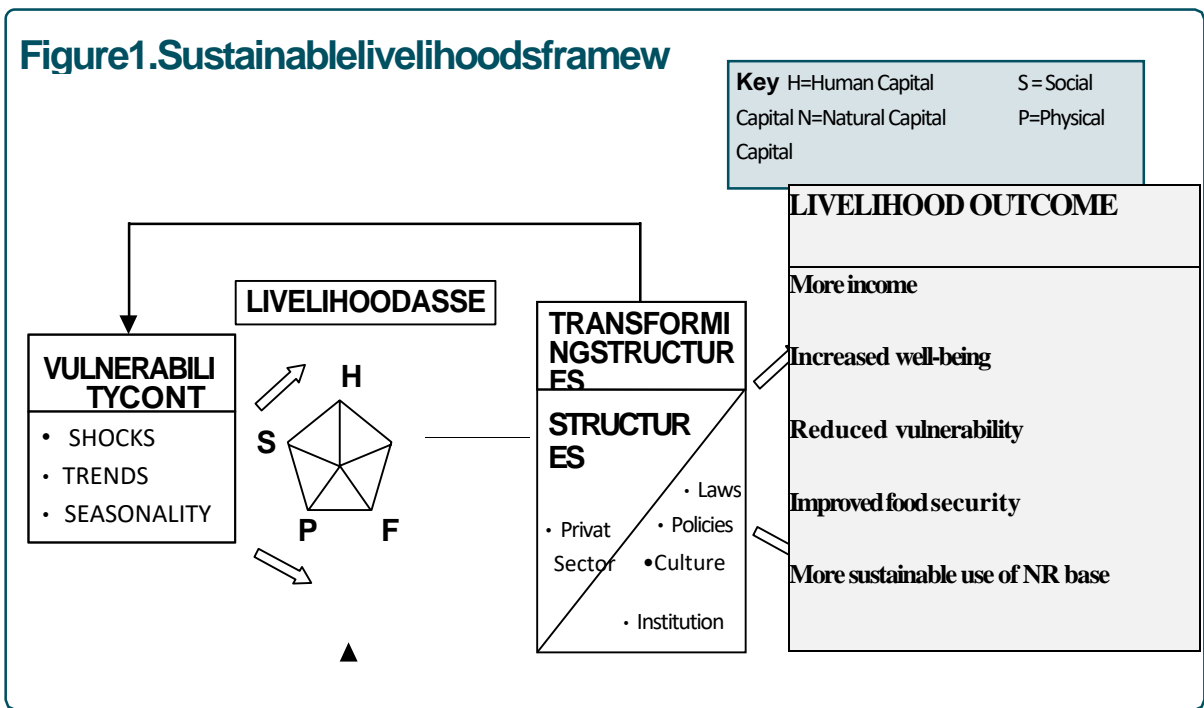 Figure1.Sustainablelivelihoodsframew
Key H=Human Capital S = Social
Capital N=Natural Capital P=Physical
Capital
LIVELIHOOD OUTCOME
More income
Increased well-being
Reduced vulnerability
Improved food security
More sustainable use of NR base
LIVELIHOODASSE
VULNERABILI
TYCONT
• SHOCKS
• TRENDS
• SEASONALITY
H
S
P F
TRANSFORMI
NGSTRUCTUR
ES
STRUCTUR
ES
• Privat
Sector
• Laws
• Policies
•Culture
• Institution